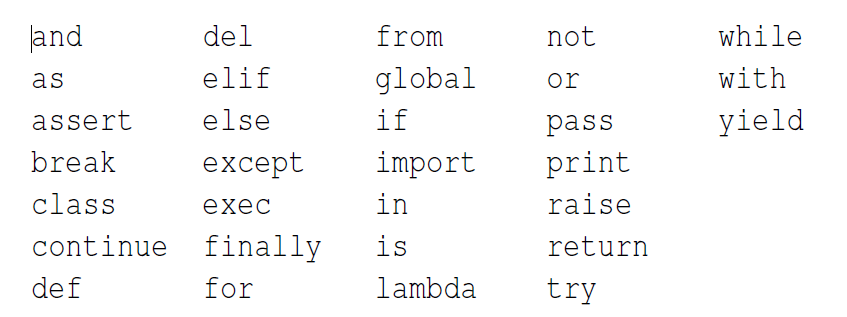 and del from not while
as elif global or with
assert else if pass yield
break except import print
class exec in raise
continue finally is return
def for lambda try